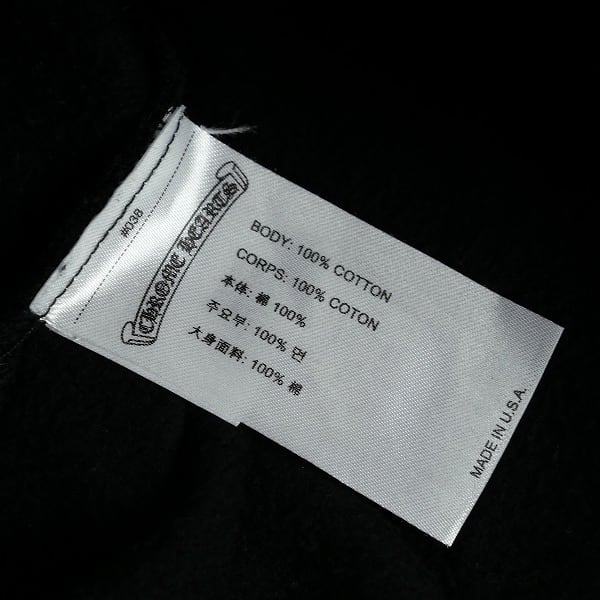 #038
CHROME HEARTS
BODY: 100% COTTON
CORPS: 100% COTON
本体: 綿 100%
주요부: 100% 면
大身面料: 100% 棉
MADE IN U.S.A.